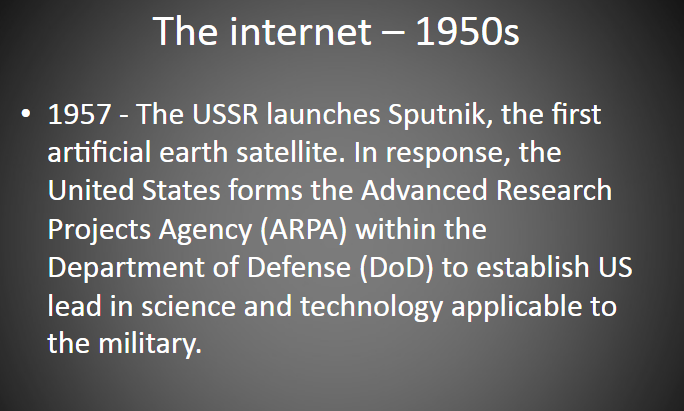 The internet – 1950s
• 1957 - The USSR launches Sputnik, the first
artificial earth satellite. In response, the
United States forms the Advanced Research
Projects Agency (ARPA) within the
Department of Defense (DoD) to establish US
lead in science and technology applicable to
the military.